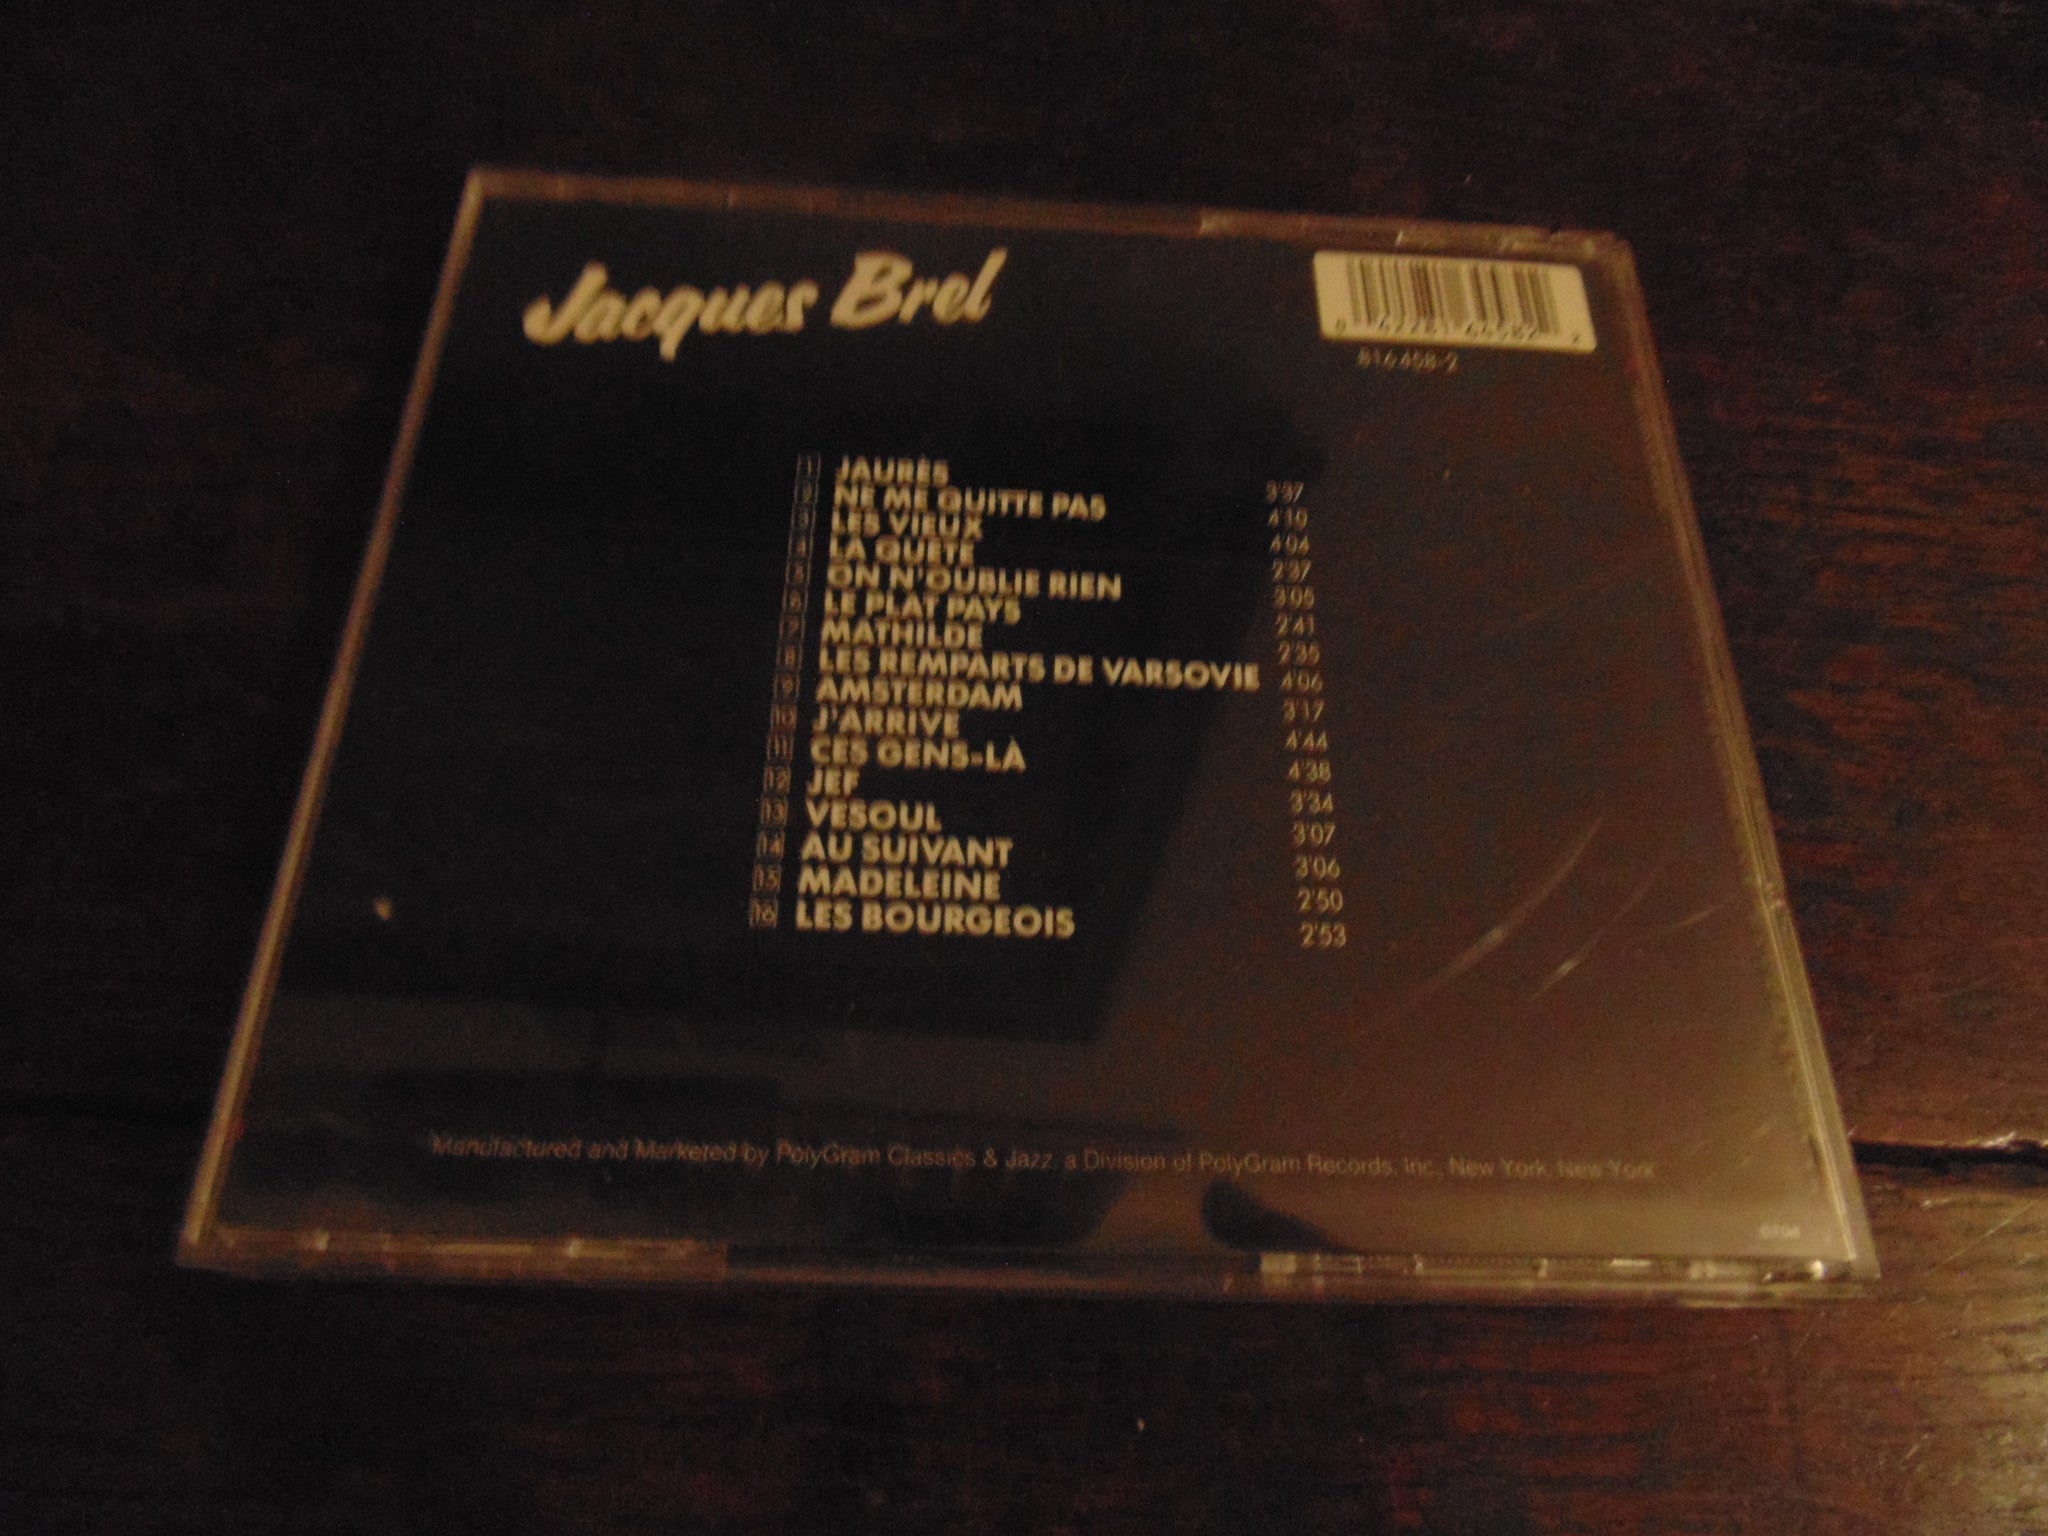 Jacques Brel
816 458-2
1 JAURÈS 3'37
2 NE ME QUITTE PAS 4'10
3 LES VIEUX 4'04
4 LA QUÊTE 2'37
5 ON N'OUBLIE RIEN 3'05
6 LE PLAT PAYS 2'41
7 MATHILDE 2'35
8 LES REMPARTS DE VARSOVIE 4'06
9 AMSTERDAM 3'17
10 J'ARRIVE 4'44
11 CES GENS-LÀ 4'38
12 JEF 3'34
13 VESOUL 3'07
14 AU SUIVANT 3'06
15 MADELEINE 2'50
16 LES BOURGEOIS 2'53
Manufactured and Marketed by PolyGram Classics & Jazz, a Division of PolyGram Records, Inc., New York, New York